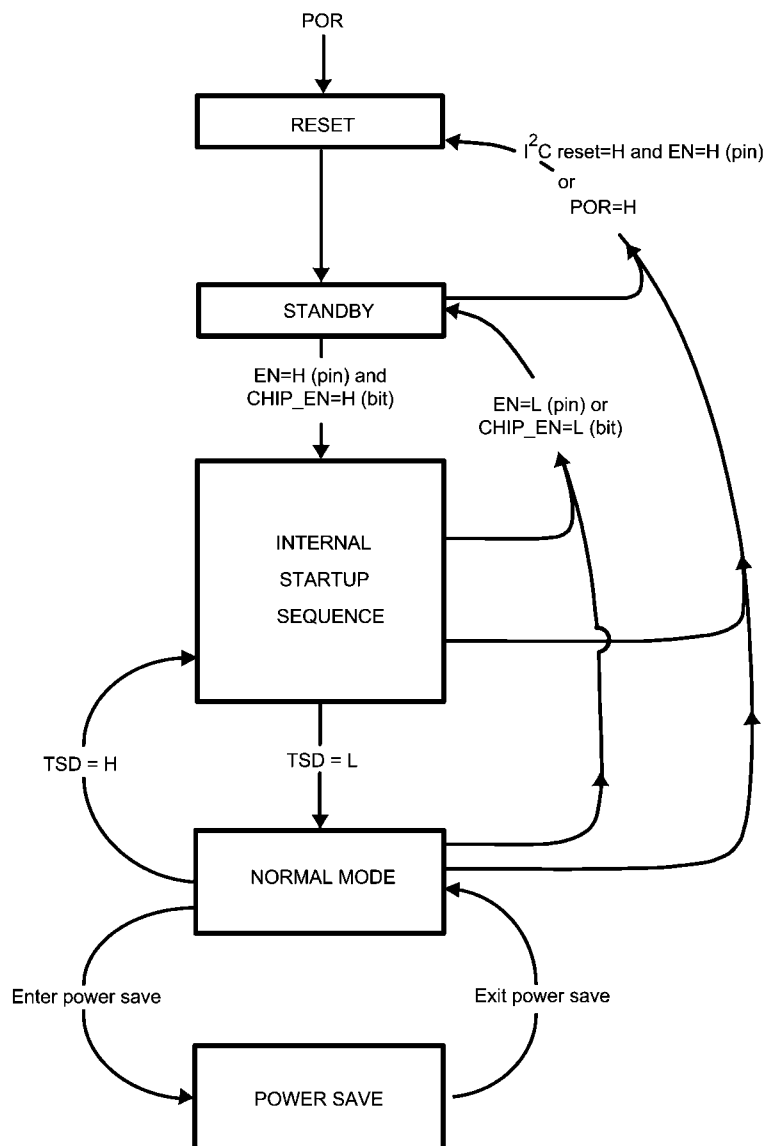 POR
RESET
I²C reset=H and EN=H (pin)
or
POR=H
STANDBY
EN=H (pin) and
CHIP_EN=H (bit)
EN=L (pin) or
CHIP_EN=L (bit)
INTERNAL
STARTUP
SEQUENCE
TSD = H
TSD = L
NORMAL MODE
Enter power save
Exit power save
POWER SAVE